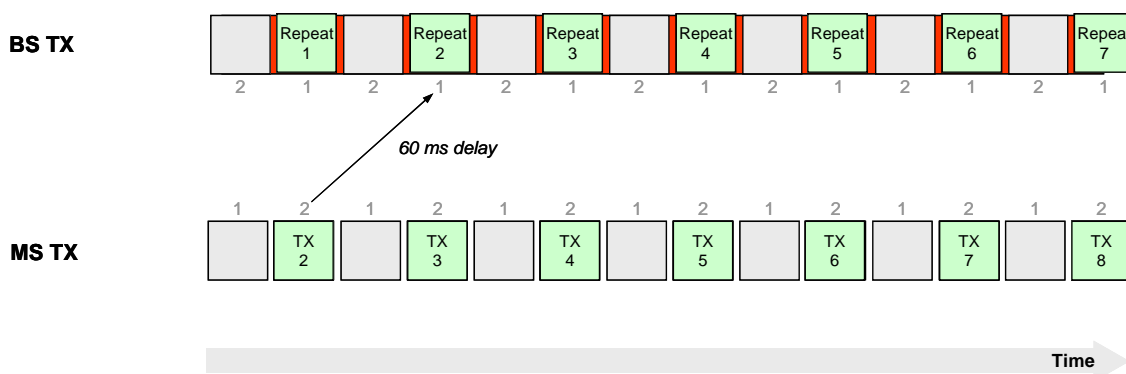 BS TX
Repeat 1
Repeat 2
Repeat 3
Repeat 4
Repeat 5
Repeat 6
Repea 7
2 1 2 1 2 1 2 1 2 1 2 1 2 1
60 ms delay
1 2 1 2 1 2 1 2 1 2 1 2 1 2
MS TX
TX 2
TX 3
TX 4
TX 5
TX 6
TX 7
TX 8
Time